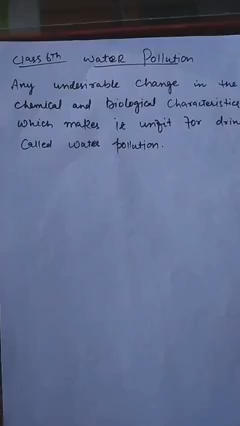 Class 6th Water Pollution
Any undesirable change in the
chemical and Biological Characteristics
which makes it unfit for drin
Called water pollution.